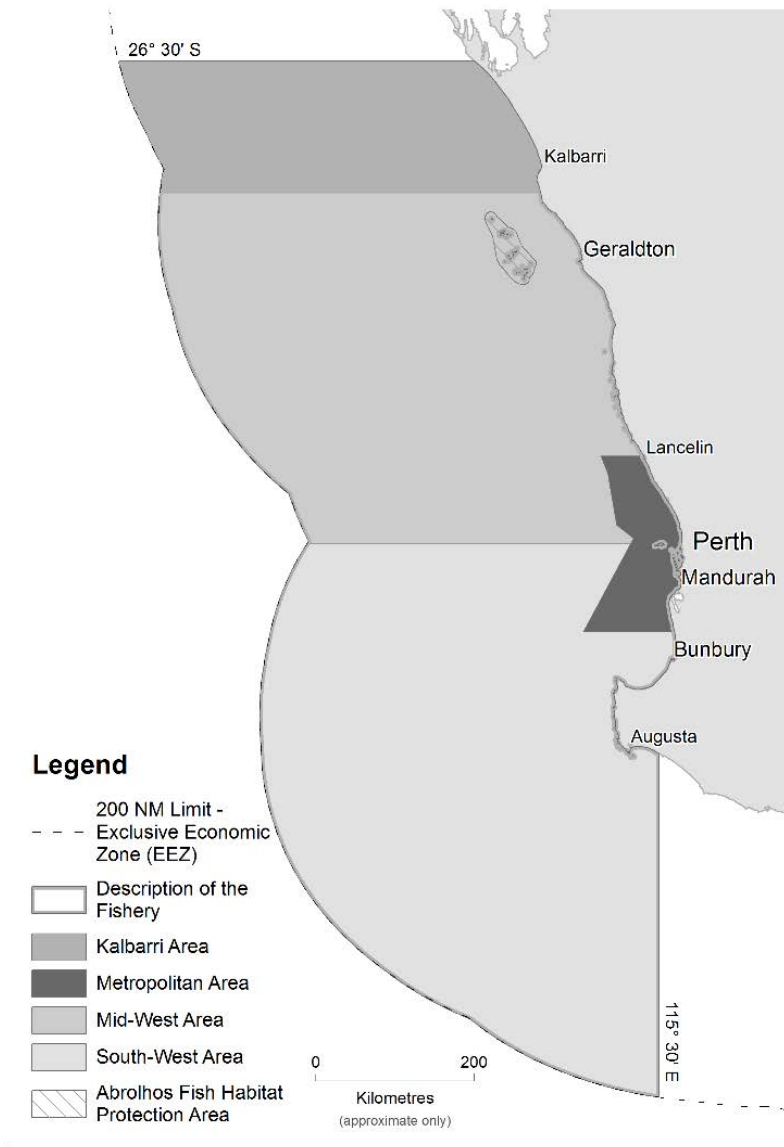 26° 30' S
Kalbarri
Geraldton
Lancelin
Perth
Mandurah
Bunbury
Augusta
Legend
200 NM Limit -
Exclusive Economic
Zone (EEZ)
Description of the
Fishery
Kalbarri Area
Metropolitan Area
Mid-West Area
South-West Area
Abrolhos Fish Habitat
Protection Area
0 200
Kilometres
(approximate only)
115° 30' E